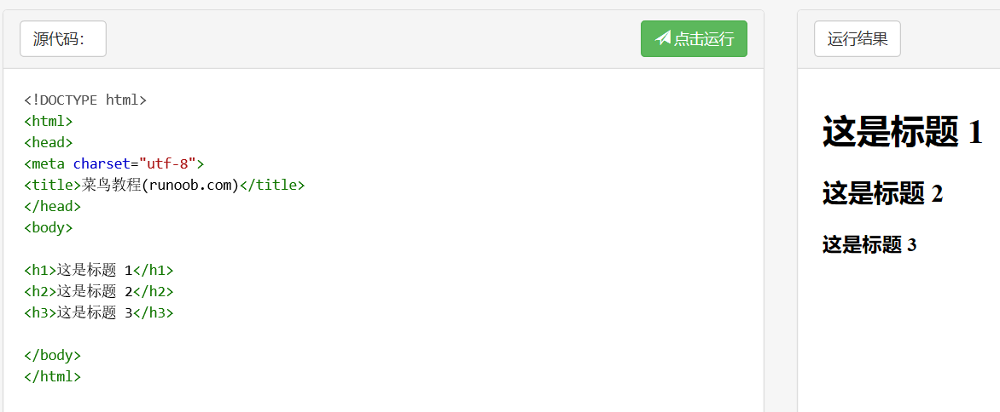 源代码：
点击运行
<!DOCTYPE html>
<html>
<head>
<meta charset="utf-8">
<title>菜鸟教程(runoob.com)</title>
</head>
<body>
<h1>这是标题 1</h1>
<h2>这是标题 2</h2>
<h3>这是标题 3</h3>
</body>
</html>
运行结果
这是标题 1
这是标题 2
这是标题 3